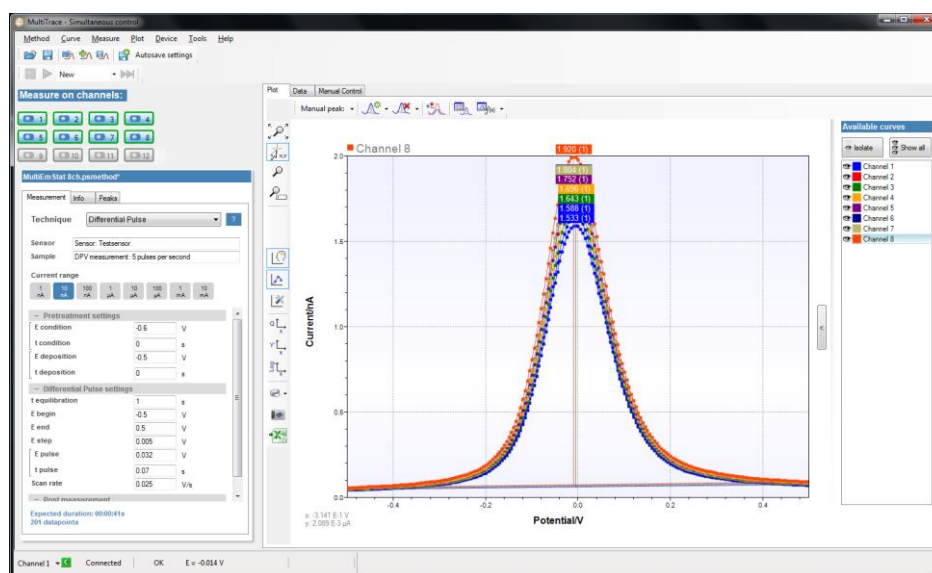 MultiTrace - Simultaneous control
Method Curve Measure Plot Device Tools Help
Autosave settings
New
Measure on channels:
1 2 3 4
5 6 7 8
9 10 11 12
MultiEmStat 8ch.psmethod*
Measurement Info Peaks
Technique Differential Pulse ?
Sensor Sensor: Testsensor
Sample DPV measurement: 5 pulses per second
Current range
1 nA 10 nA 100 nA 1 µA 10 µA 100 µA 1 mA 10 mA
Pretreatment settings
E condition -0.6 V
t condition 0 s
E deposition -0.5 V
t deposition 0 s
Differential Pulse settings
t equilibration 1 s
E begin -0.5 V
E end 0.5 V
E step 0.005 V
E pulse 0.032 V
t pulse 0.07 s
Scan rate 0.025 V/s
Post measurement
Expected duration: 00:00:41s
201 datapoints
Plot Data Manual Control
Manual peak:
Channel 8
1.920 (1)
1.804 (1)
1.752 (1)
1.696 (1)
1.643 (1)
1.588 (1)
1.533 (1)
Current/nA
2.0
1.5
1.0
0.6
0.0
-0.4 -0.2 0.0 0.2 0.4
Potential/V
x: -3.141 E-1 V
y: 2.089 E-3 µA
Available curves
Isolate Show all
Channel 1
Channel 2
Channel 3
Channel 4
Channel 5
Channel 6
Channel 7
Channel 8
Channel 1 Connected OK E = -0.014 V